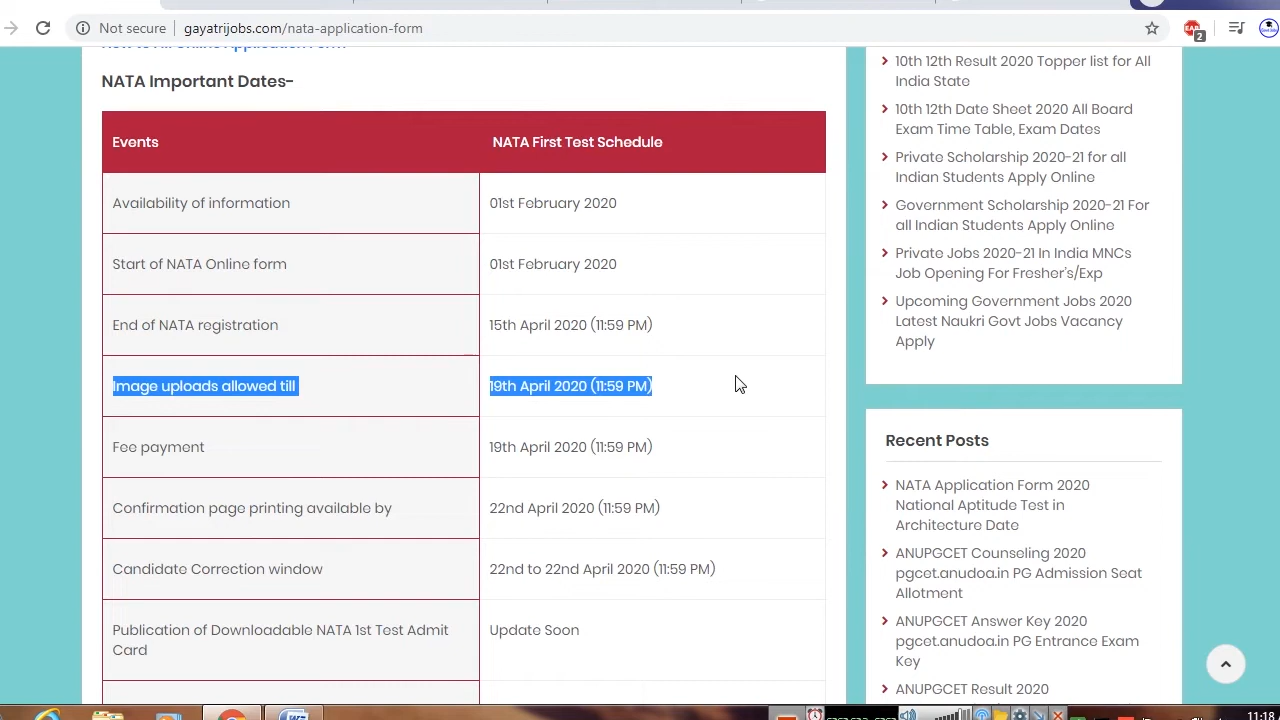 Not secure gayatrijobs.com/nata-application-form
2
NATA Important Dates-
Events NATA First Test Schedule
Availability of information 01st February 2020
Start of NATA Online form 01st February 2020
End of NATA registration 15th April 2020 (11:59 PM)
Image uploads allowed till 19th April 2020 (11:59 PM)
Fee payment 19th April 2020 (11:59 PM)
Confirmation page printing available by 22nd April 2020 (11:59 PM)
Candidate Correction window 22nd to 22nd April 2020 (11:59 PM)
Publication of Downloadable NATA 1st Test Admit Update Soon
Card
10th 12th Result 2020 Topper list for All
India State
10th 12th Date Sheet 2020 All Board
Exam Time Table, Exam Dates
Private Scholarship 2020-21 for all
Indian Students Apply Online
Government Scholarship 2020-21 For
all Indian Students Apply Online
Private Jobs 2020-21 In India MNCs
Job Opening For Fresher's/Exp
Upcoming Government Jobs 2020
Latest Naukri Govt Jobs Vacancy
Apply
Recent Posts
NATA Application Form 2020
National Aptitude Test in
Architecture Date
ANUPGCET Counseling 2020
pgcet.anudoa.in PG Admission Seat
Allotment
ANUPGCET Answer Key 2020
pgcet.anudoa.in PG Entrance Exam
Key
ANUPGCET Result 2020
11:18